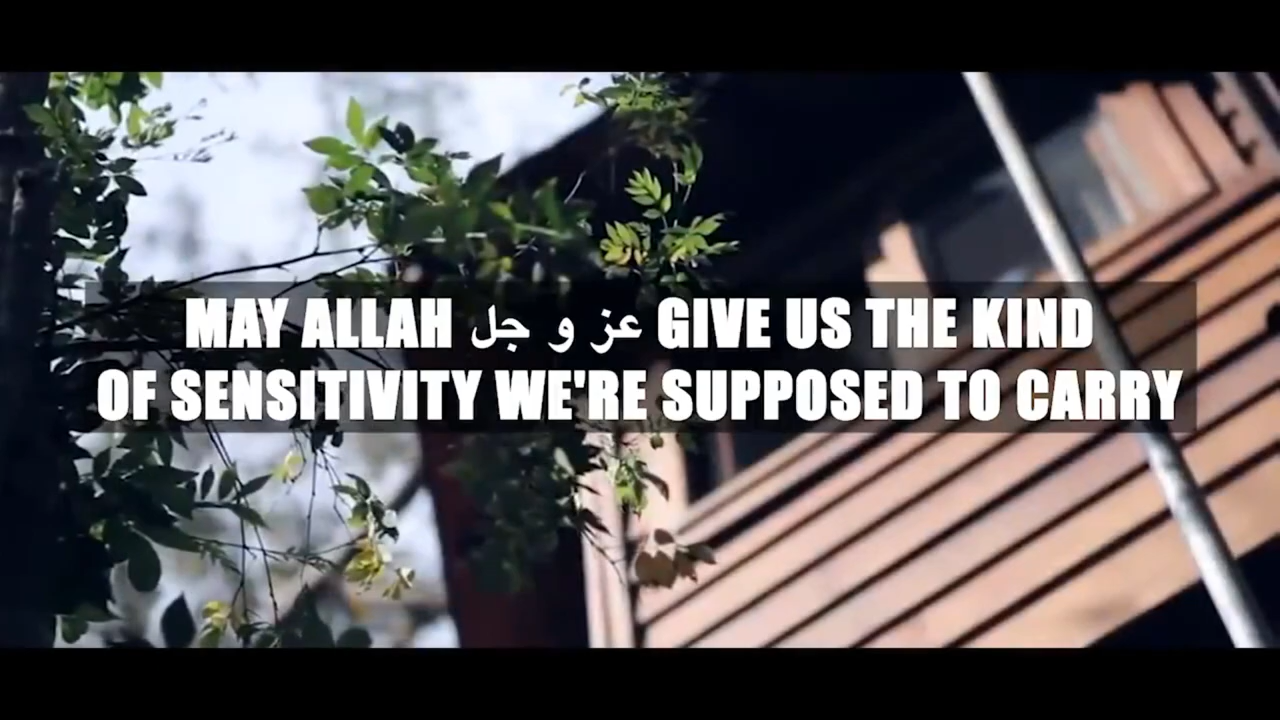 MAY ALLAH عز و جل GIVE US THE KIND
OF SENSITIVITY WE'RE SUPPOSED TO CARRY